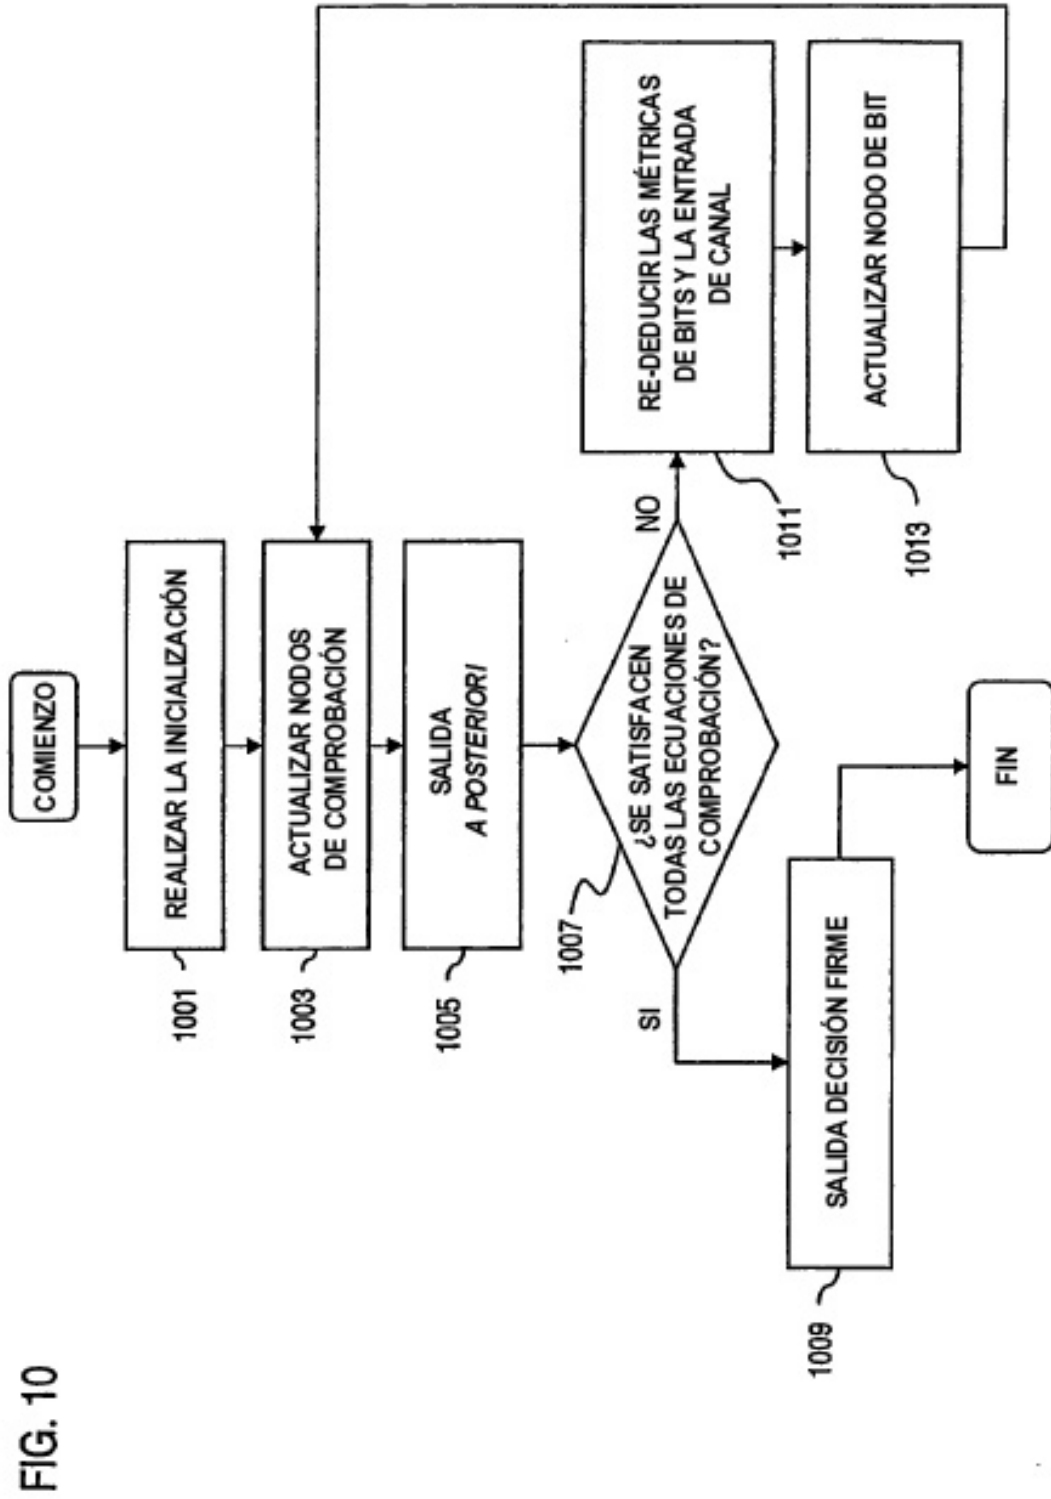 FIG. 10
COMIENZO
REALIZAR LA INICIALIZACIÓN
1001
ACTUALIZAR NODOS
DE COMPROBACIÓN
1003
SALIDA
A POSTERIORI
1005
¿SE SATISFACEN
TODAS LAS ECUACIONES DE
COMPROBACIÓN?
1007
NO
SI
RE-DEDUCIR LAS MÉTRICAS
DE BITS Y LA ENTRADA
DE CANAL
1011
ACTUALIZAR NODO DE BIT
1013
SALIDA DECISIÓN FIRME
1009
FIN